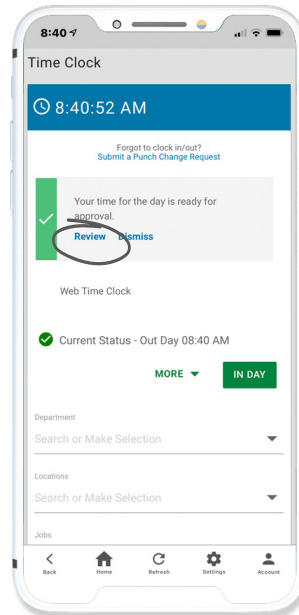 8:40
Time Clock
8:40:52 AM
Forgot to clock in/out?
Submit a Punch Change Request
Your time for the day is ready for
approval.
Review Dismiss
Web Time Clock
Current Status - Out Day 08:40 AM
MORE IN DAY
Department
Search or Make Selection
Locations
Search or Make Selection
Jobs
Back Home Refresh Settings Account